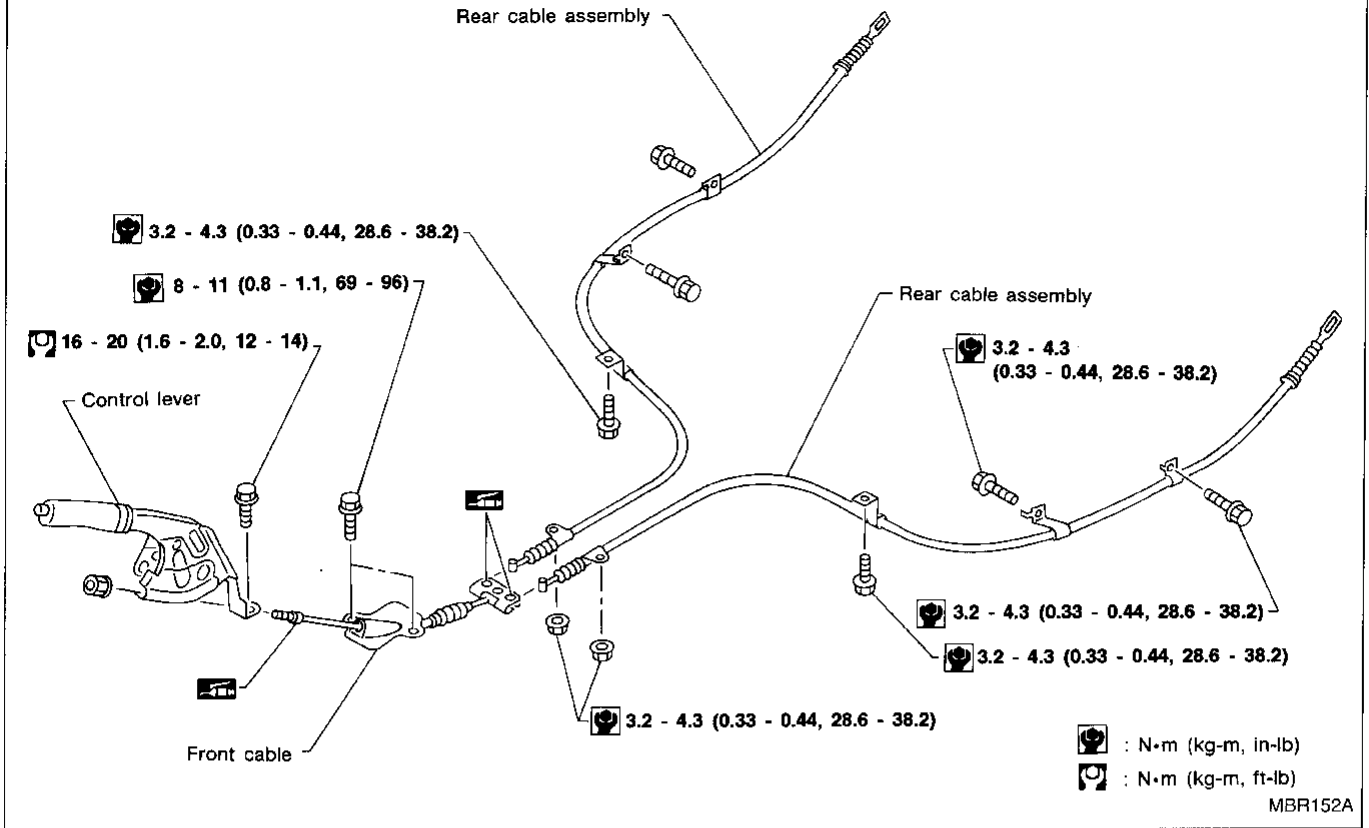 Rear cable assembly
3.2 - 4.3 (0.33 - 0.44, 28.6 - 38.2)
8 - 11 (0.8 - 1.1, 69 - 96)
16 - 20 (1.6 - 2.0, 12 - 14)
Control lever
Rear cable assembly
3.2 - 4.3
(0.33 - 0.44, 28.6 - 38.2)
3.2 - 4.3 (0.33 - 0.44, 28.6 - 38.2)
3.2 - 4.3 (0.33 - 0.44, 28.6 - 38.2)
3.2 - 4.3 (0.33 - 0.44, 28.6 - 38.2)
Front cable
: N•m (kg-m, in-lb)
: N•m (kg-m, ft-lb)
MBR152A